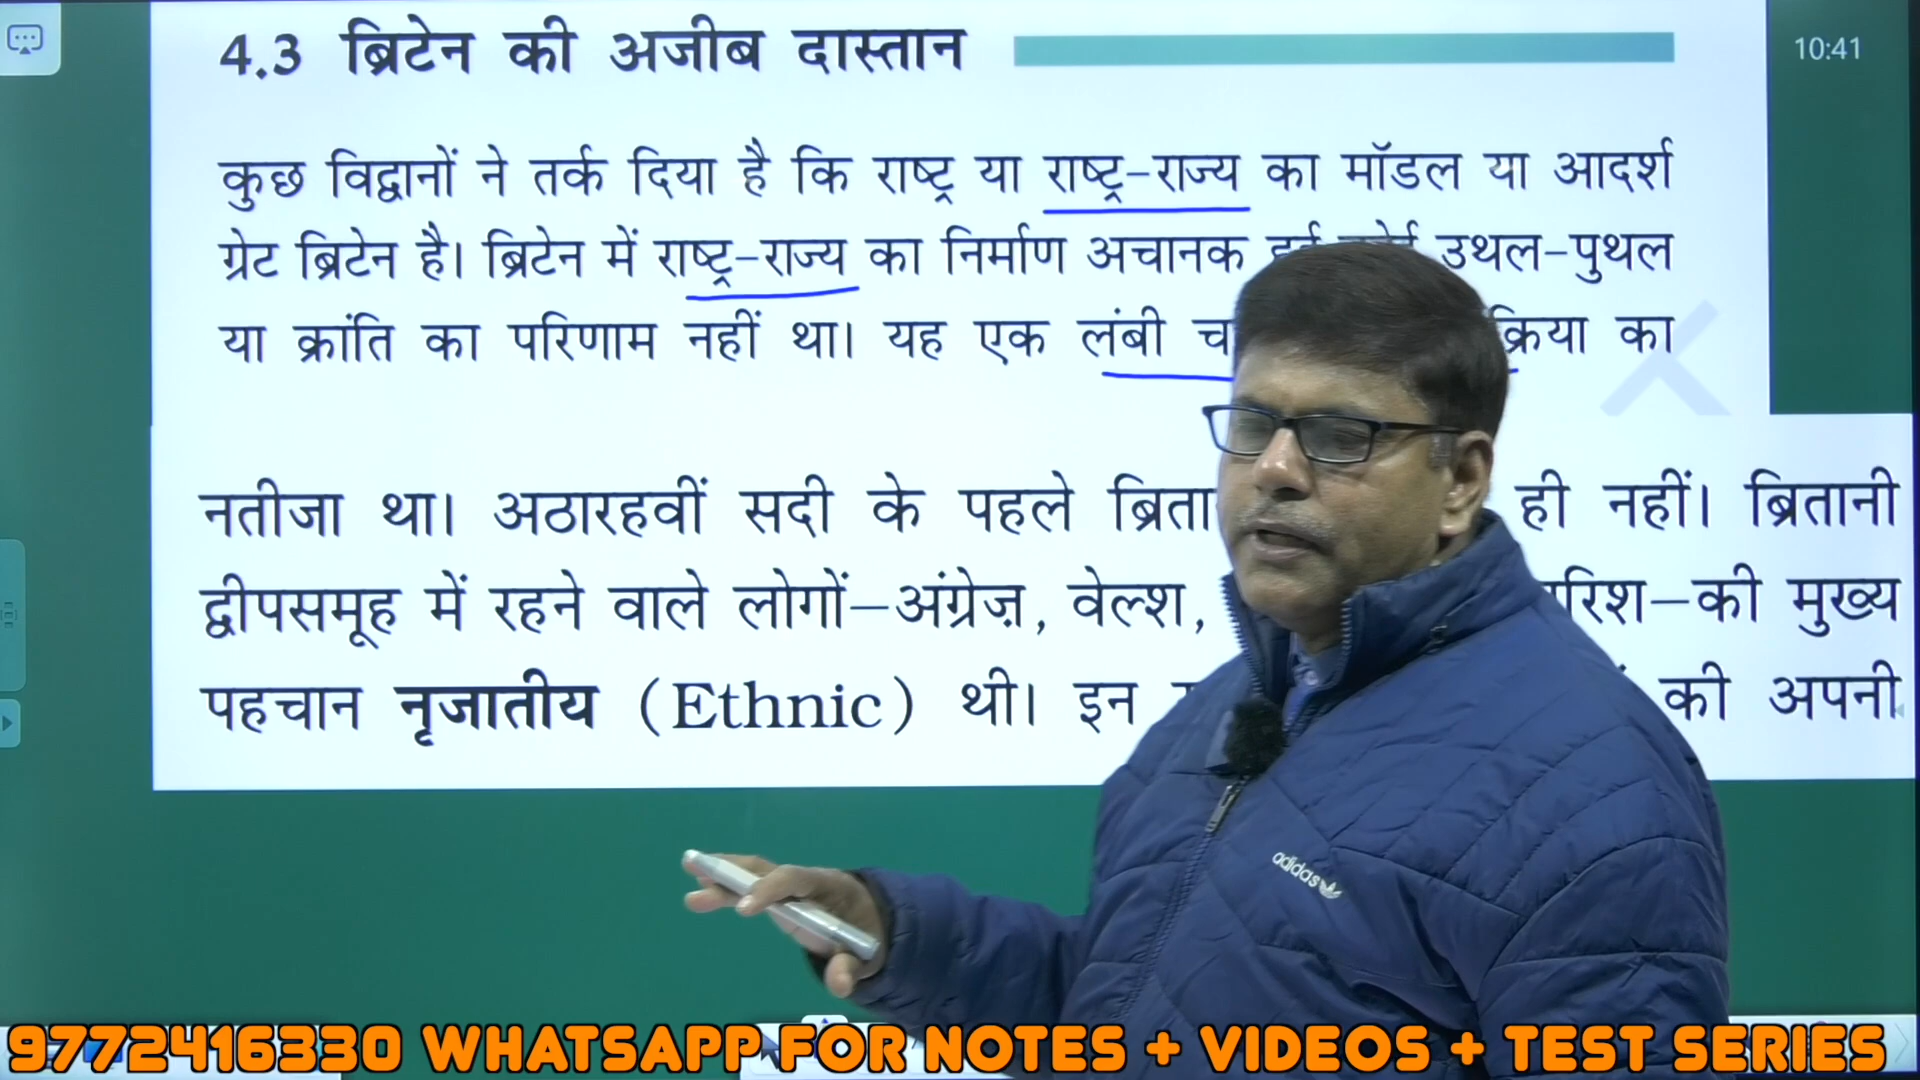 4.3 ब्रिटेन की अजीब दास्तान
10:41
कुछ विद्वानों ने तर्क दिया है कि राष्ट्र या राष्ट्र-राज्य का मॉडल या आदर्श
ग्रेट ब्रिटेन है। ब्रिटेन में राष्ट्र-राज्य का निर्माण अचानक उथल-पुथल
या क्रांति का परिणाम नहीं था। यह एक लंबी क्रिया का
नतीजा था। अठारहवीं सदी के पहले ब्रिता ही नहीं। ब्रितानी
द्वीपसमूह में रहने वाले लोगों–अंग्रेज़, वेल्श, रिश–की मुख्य
पहचान नृजातीय (Ethnic) थी। इन की अपनी
adidas
9772416330 WHATSAPP FOR NOTES + VIDEOS + TEST SERIES